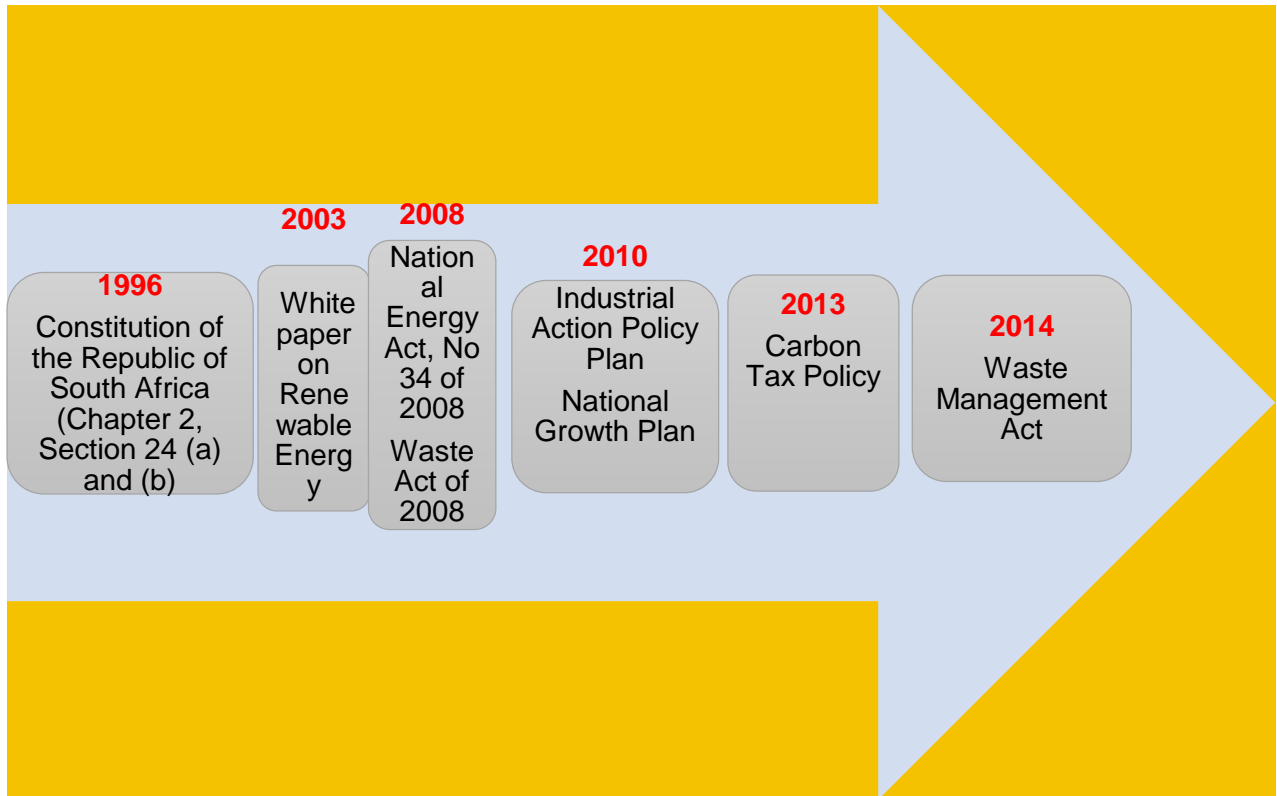 1996
Constitution of
the Republic of
South Africa
(Chapter 2,
Section 24 (a)
and (b)
2003
White
paper
on
Rene
wable
Energ
y
2008
Nation
al
Energy
Act, No
34 of
2008
Waste
Act of
2008
2010
Industrial
Action Policy
Plan
National
Growth Plan
2013
Carbon
Tax Policy
2014
Waste
Management
Act